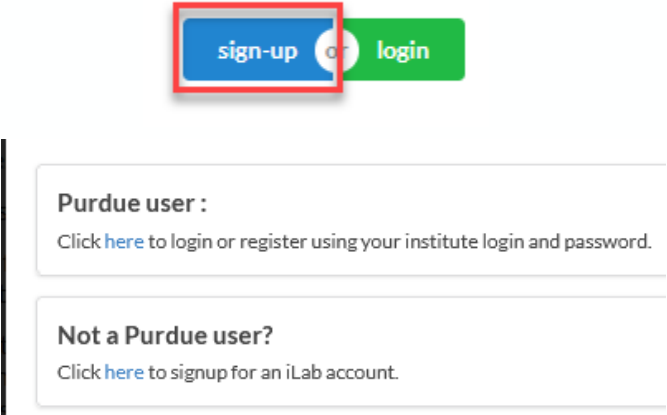 sign-up or login
Purdue user :
Click here to login or register using your institute login and password.
Not a Purdue user?
Click here to signup for an iLab account.